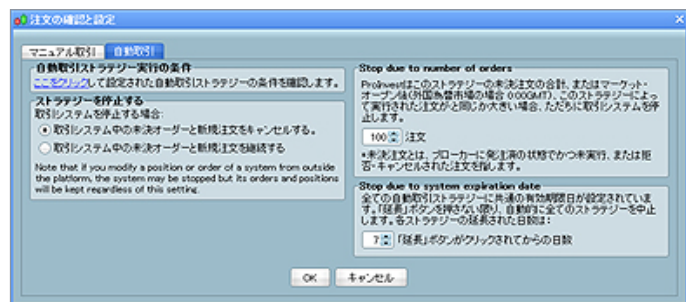 注文の確認と設定
マニュアル取引
自動取引
自動取引ストラテジー実行の条件
ここをクリックして設定された自動取引ストラテジーの条件を確認します。
ストラテジーを停止する
取引システムを停止する場合:
取引システム中の未決オーダーと新規注文をキャンセルする。
取引システム中の未決オーダーと新規注文を継続する
Note that if you modify a position or order of a system from outside
the platform, the system may be stopped but its orders and positions
will be kept regardless of this setting.
Stop due to number of orders
ProInvestはこのストラテジーの未決注文の合計、またはマーケット・
オープン後(外国為替市場の場合 0:00GMT)、このストラテジーによっ
て実行された注文がと同じか大きい場合、ただちに取引システムを停
止します。
100 注文
*未決注文とは、ブローカーに発注済の状態でかつ未実行、または拒
否・キャンセルされた注文を指します。
Stop due to system expiration date
全ての自動取引ストラテジーに共通の有効期限日が設定されていま
す。「延長」ボタンを押さない限り、自動的に全てのストラテジーを中止
します。各ストラテジーの延長された日数は:
7 「延長」ボタンがクリックされてからの日数
OK
キャンセル